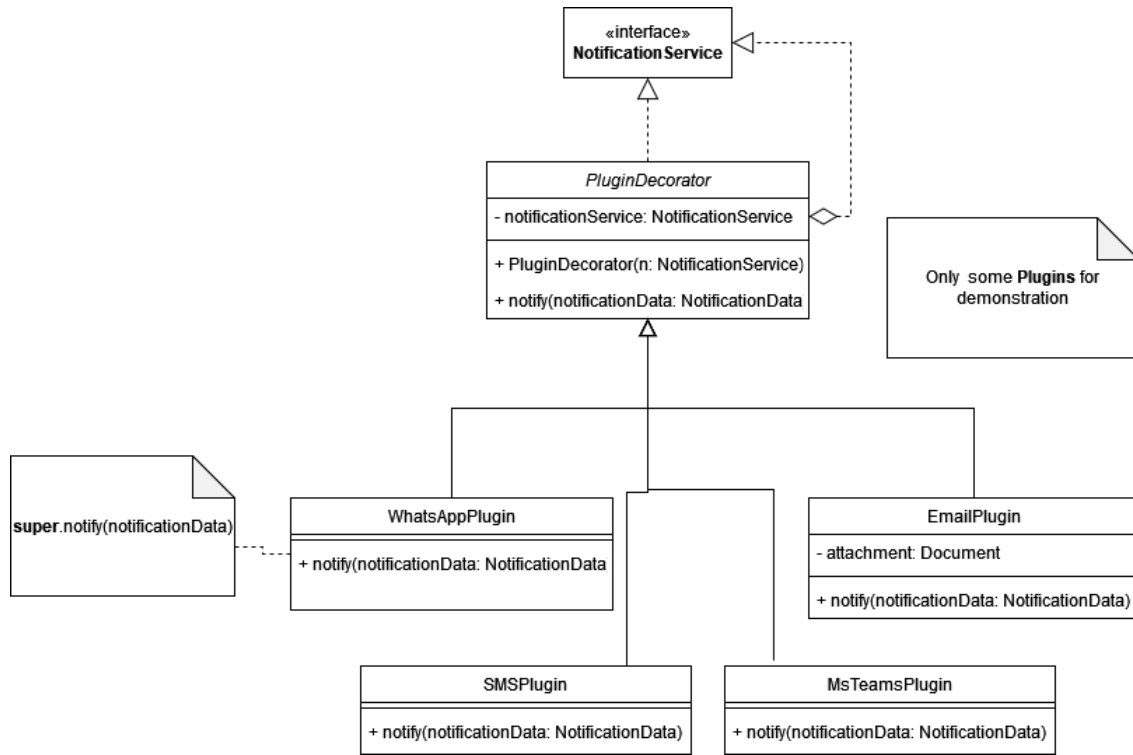 «interface»
NotificationService
PluginDecorator
- notificationService: NotificationService
+ PluginDecorator(n: NotificationService)
+ notify(notificationData: NotificationData
Only some Plugins for
demonstration
super.notify(notificationData)
WhatsAppPlugin
+ notify(notificationData: NotificationData
EmailPlugin
- attachment: Document
+ notify(notificationData: NotificationData)
SMSPlugin
+ notify(notificationData: NotificationData)
MsTeamsPlugin
+ notify(notificationData: NotificationData)